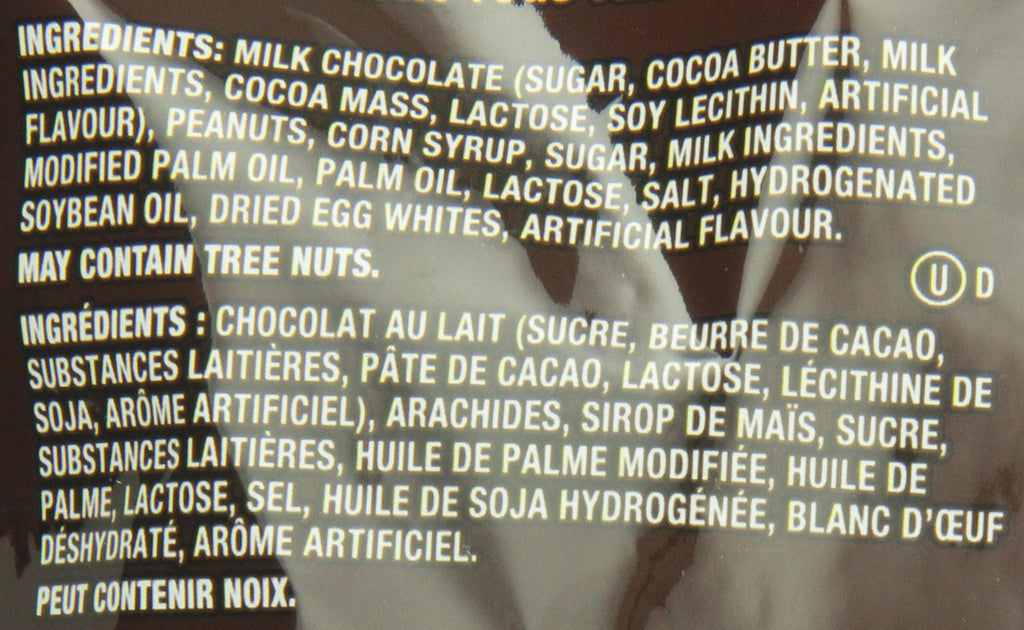 INGREDIENTS: MILK CHOCOLATE (SUGAR, COCOA BUTTER, MILK
INGREDIENTS, COCOA MASS, LACTOSE, SOY LECITHIN, ARTIFICIAL
FLAVOUR), PEANUTS, CORN SYRUP, SUGAR, MILK INGREDIENTS,
MODIFIED PALM OIL, PALM OIL, LACTOSE, SALT, HYDROGENATED
SOYBEAN OIL, DRIED EGG WHITES, ARTIFICIAL FLAVOUR.
MAY CONTAIN TREE NUTS.
U D
INGRÉDIENTS : CHOCOLAT AU LAIT (SUCRE, BEURRE DE CACAO,
SUBSTANCES LAITIÈRES, PÂTE DE CACAO, LACTOSE, LÉCITHINE DE
SOJA, ARÔME ARTIFICIEL), ARACHIDES, SIROP DE MAÏS, SUCRE,
SUBSTANCES LAITIÈRES, HUILE DE PALME MODIFIÉE, HUILE DE
PALME, LACTOSE, SEL, HUILE DE SOJA HYDROGÉNÉE, BLANC D'ŒUF
DÉSHYDRATÉ, ARÔME ARTIFICIEL.
PEUT CONTENIR NOIX.